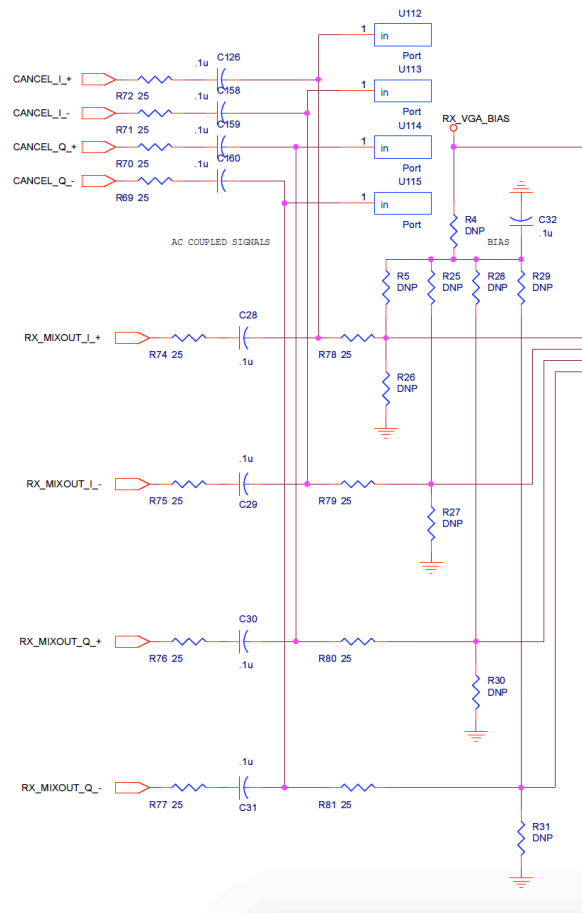 U112
1
in
Port
CANCEL_I_+
R72 25
.1u
C126
U113
1
in
Port
CANCEL_I_-
R71 25
.1u
C158
U114
1
in
Port
CANCEL_Q_+
R70 25
.1u
C159
U115
1
in
Port
CANCEL_Q_-
R69 25
.1u
C160
RX_VGA_BIAS
R4
DNP
C32
.1u
AC COUPLED SIGNALS
BIAS
R5
DNP
R25
DNP
R28
DNP
R29
DNP
RX_MIXOUT_I_+
R74 25
C28
.1u
R78 25
R26
DNP
RX_MIXOUT_I_-
R75 25
.1u
C29
R79 25
R27
DNP
RX_MIXOUT_Q_+
R76 25
C30
.1u
R80 25
R30
DNP
RX_MIXOUT_Q_-
R77 25
.1u
C31
R81 25
R31
DNP